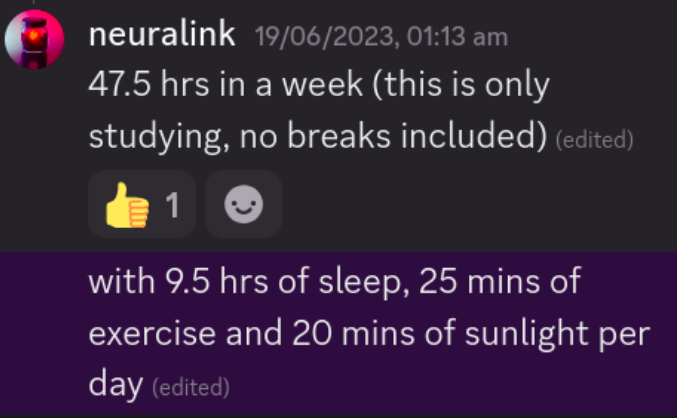 neuralink 19/06/2023, 01:13 am
47.5 hrs in a week (this is only
studying, no breaks included) (edited)
👍 1
with 9.5 hrs of sleep, 25 mins of
exercise and 20 mins of sunlight per
day (edited)